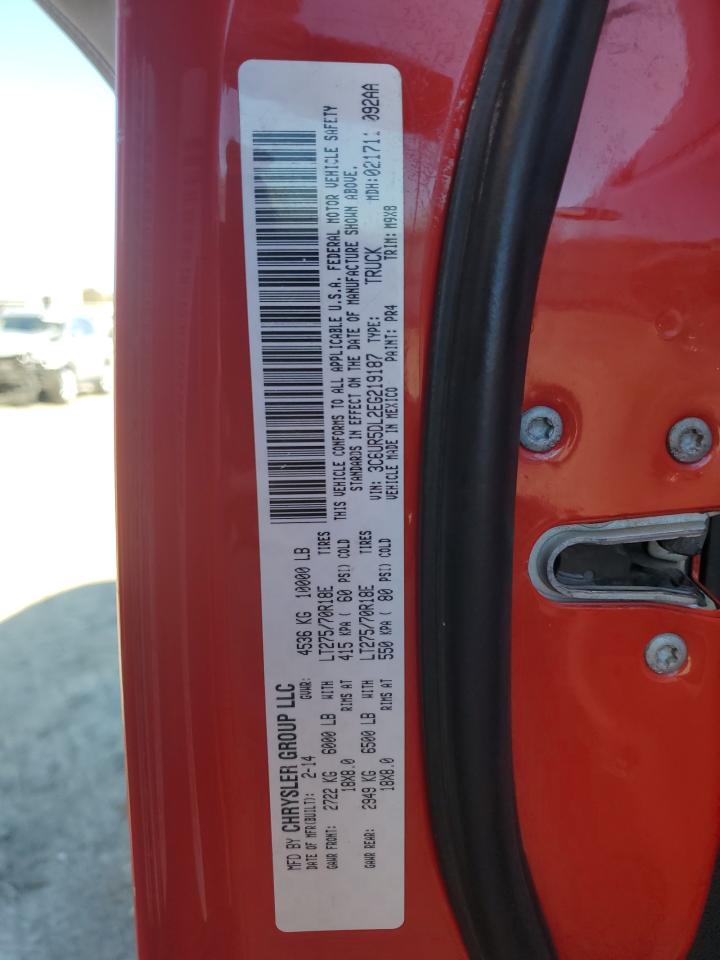 MFD BY CHRYSLER GROUP LLC
DATE OF MFR(BUILT): 2-14 GVWR: 4536 KG 10000 LB
GAWR FRONT: 2722 KG 6000 LB WITH LT275/70R18E TIRES
18X8.0 RIMS AT 415 KPA ( 60 PSI) COLD
GAWR REAR: 2949 KG 6500 LB WITH LT275/70R18E TIRES
18X8.0 RIMS AT 550 KPA ( 80 PSI) COLD
THIS VEHICLE CONFORMS TO ALL APPLICABLE U.S.A. FEDERAL MOTOR VEHICLE SAFETY
STANDARDS IN EFFECT ON THE DATE OF MANUFACTURE SHOWN ABOVE.
VIN: 3C6UR5DL2EG219187 TYPE: TRUCK MDH:021711 092AA
VEHICLE MADE IN MEXICO PAINT: PR4 TRIM: M9X8